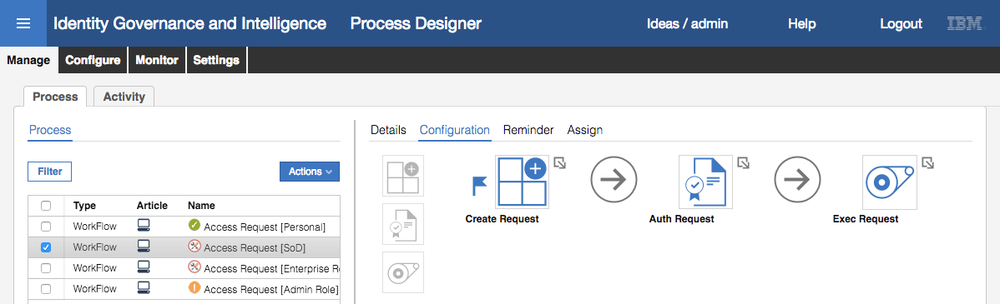 Identity Governance and Intelligence Process Designer Ideas / admin Help Logout IBM
Manage Configure Monitor Settings
Process Activity
Process
Details Configuration Reminder Assign
Filter Actions
Type Article Name
WorkFlow Access Request [Personal]
WorkFlow Access Request [SoD]
WorkFlow Access Request [Enterprise R
WorkFlow Access Request [Admin Role]
Create Request Auth Request Exec Request